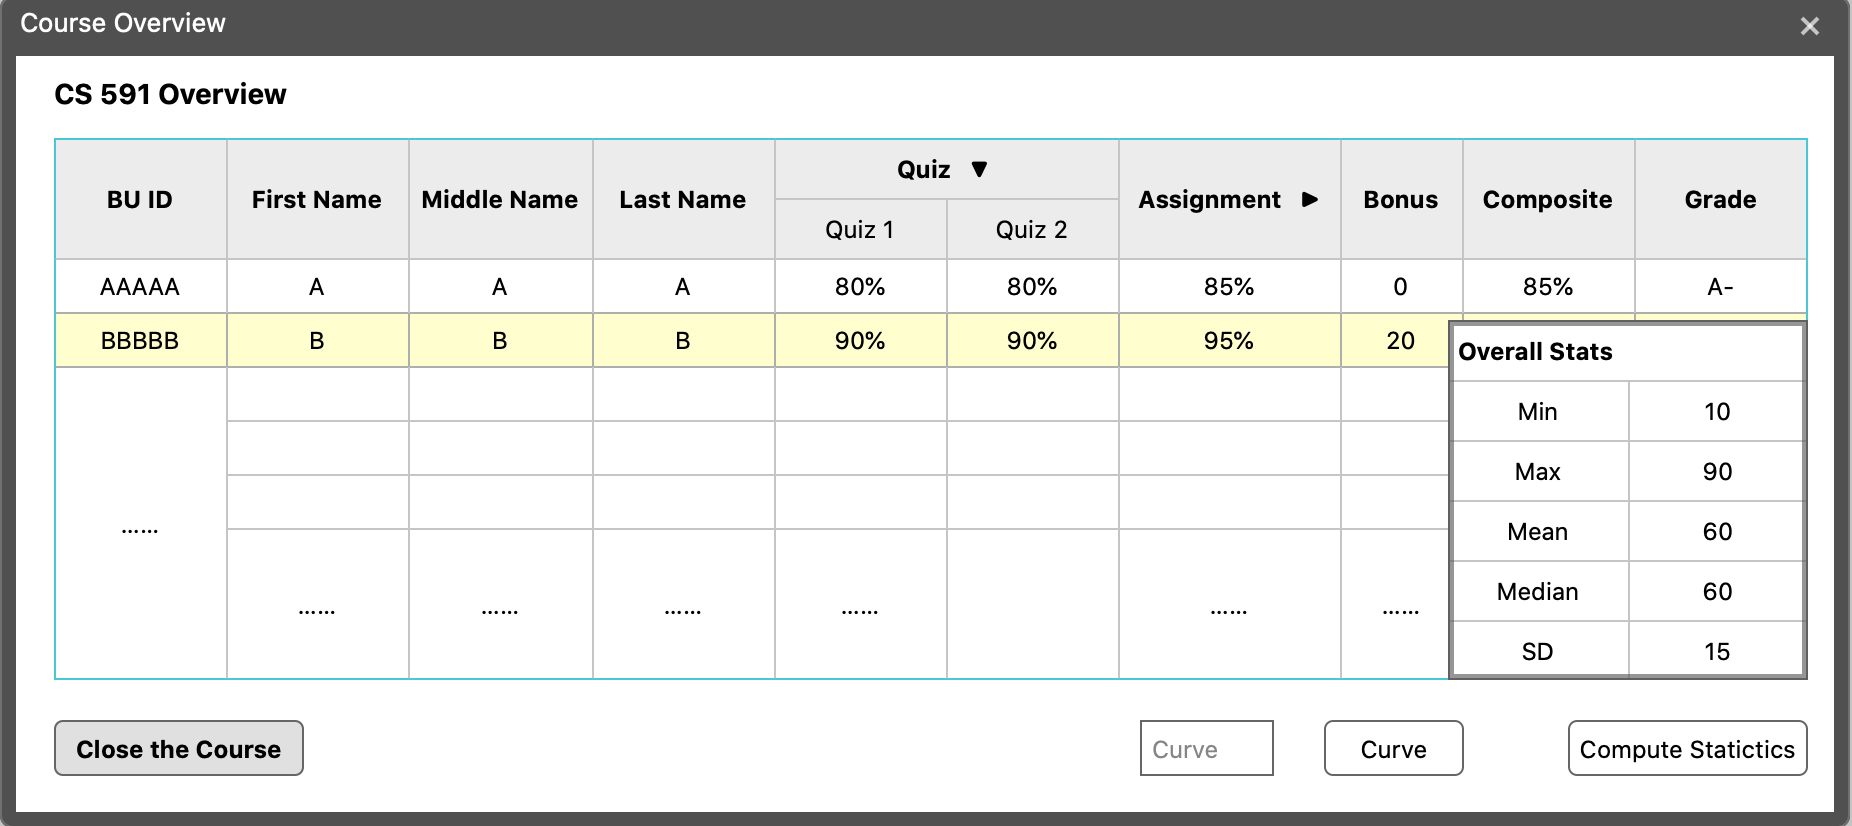 Course Overview ×
CS 591 Overview
BU ID First Name Middle Name Last Name Quiz ▼ Assignment ▶ Bonus Composite Grade
Quiz 1 Quiz 2
AAAAA A A A 80% 80% 85% 0 85% A-
BBBBB B B B 90% 90% 95% 20
Overall Stats
Min 10
Max 90
Mean 60
Median 60
SD 15
......
...... ...... ...... ...... ...... ......
Close the Course Curve Curve Compute Statictics